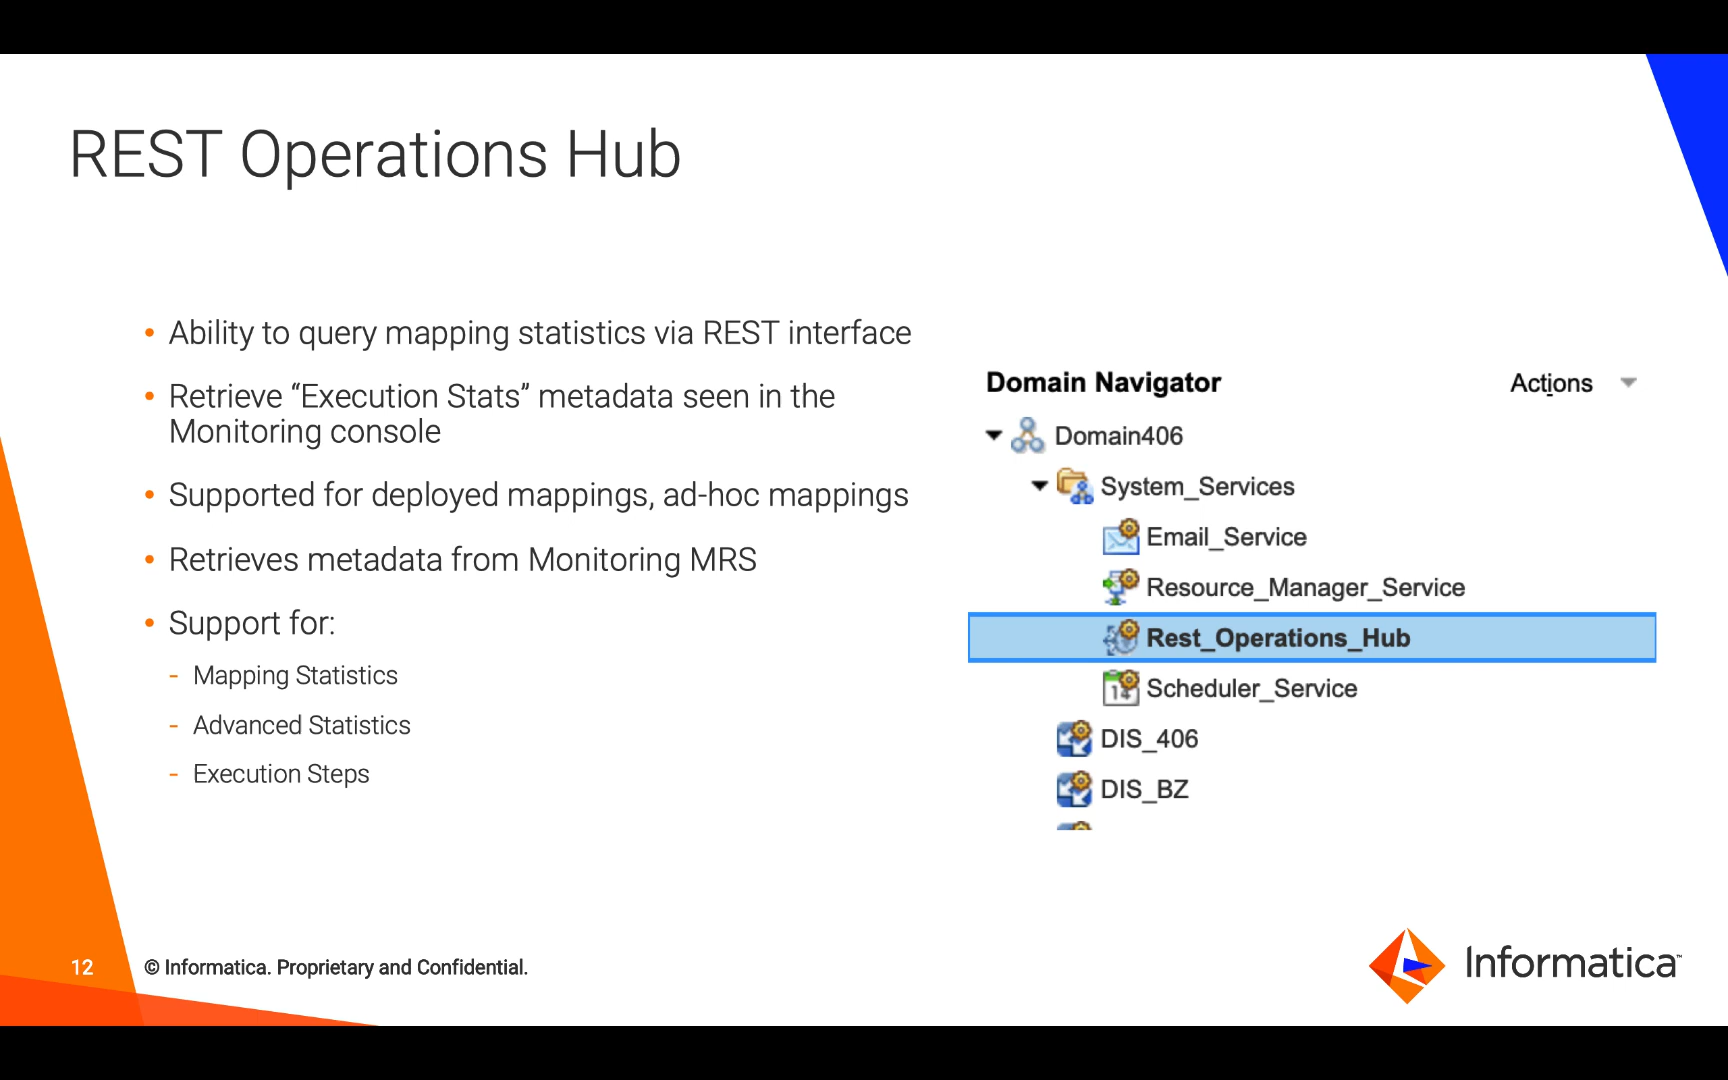 REST Operations Hub
• Ability to query mapping statistics via REST interface
• Retrieve “Execution Stats” metadata seen in the
Monitoring console
• Supported for deployed mappings, ad-hoc mappings
• Retrieves metadata from Monitoring MRS
• Support for:
- Mapping Statistics
- Advanced Statistics
- Execution Steps
Domain Navigator Actions
Domain406
System_Services
Email_Service
Resource_Manager_Service
Rest_Operations_Hub
14 Scheduler_Service
DIS_406
DIS_BZ
12 © Informatica. Proprietary and Confidential.
Informatica™